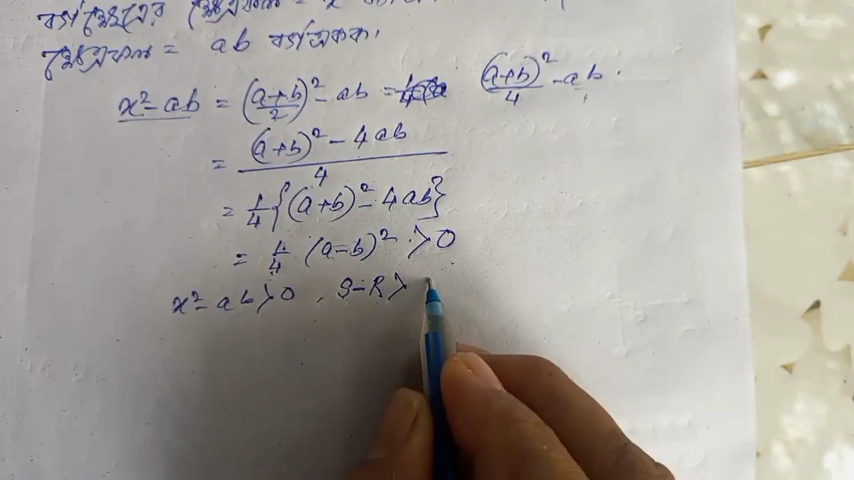 বর্গক্ষেত্রের ক্ষেত্রফল = x²
ক্ষেত্রফল = ab বর্গএকক।
x² - ab = (a+b/2)² - ab = (a+b)²/4 - ab.
= (a+b)² - 4ab / 4
= 1/4 {(a+b)² - 4ab}
= 1/4 (a-b)² > 0
x² - ab > 0 , S-R >